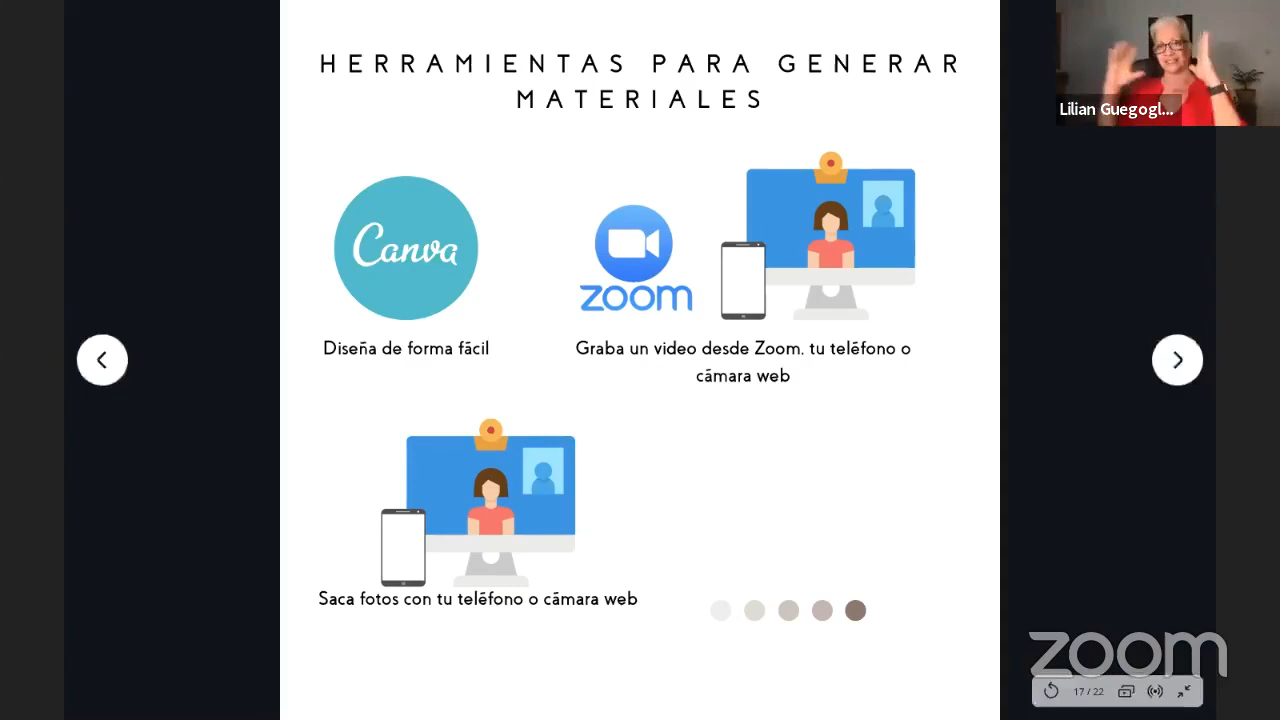 HERRAMIENTAS PARA GENERAR
MATERIALES
Lilian Guegogl...
Canva
zoom
Diseña de forma fácil
Graba un video desde Zoom, tu teléfono o
cámara web
Saca fotos con tu teléfono o cámara web
zoom
17 / 22